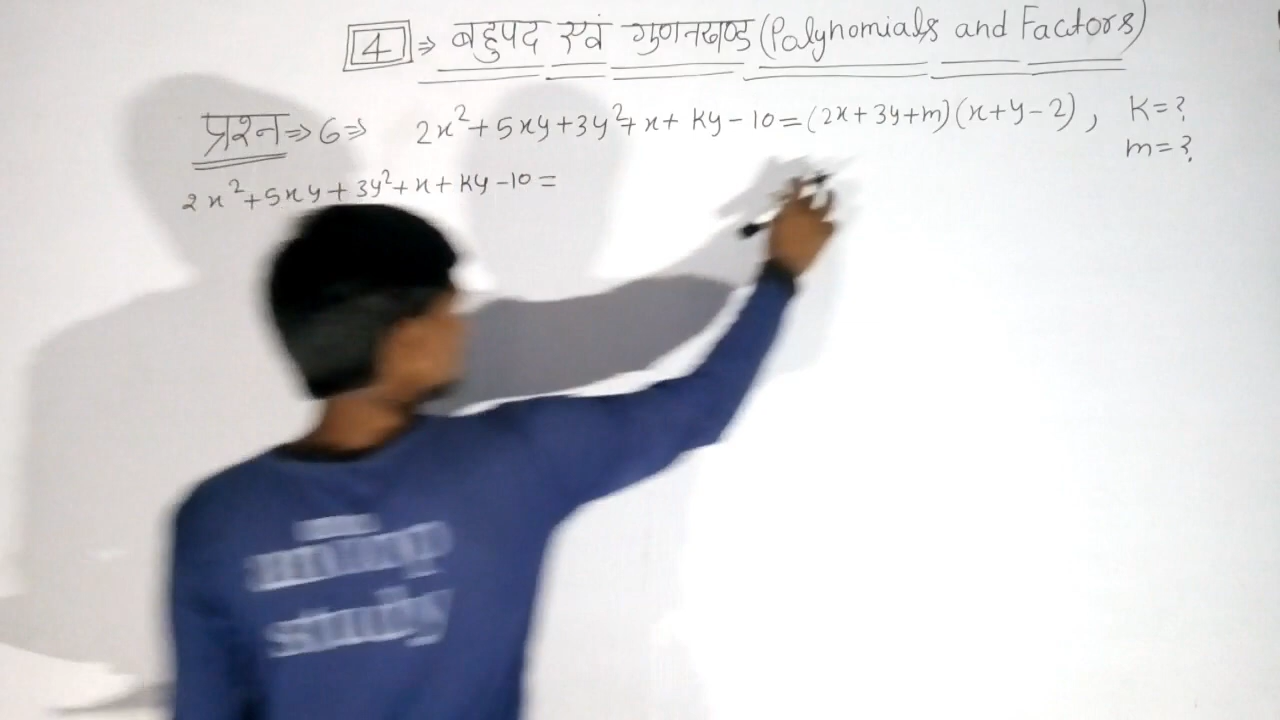 4 ⇒ बहुपद एवं गुणनखण्ड (Polynomials and Factors)
प्रश्न ⇒ 6 ⇒ 2x²+5xy+3y²+x+ky-10=(2x+3y+m)(x+y-2), K=?
m=?
2x²+5xy+3y²+x+ky-10=
study